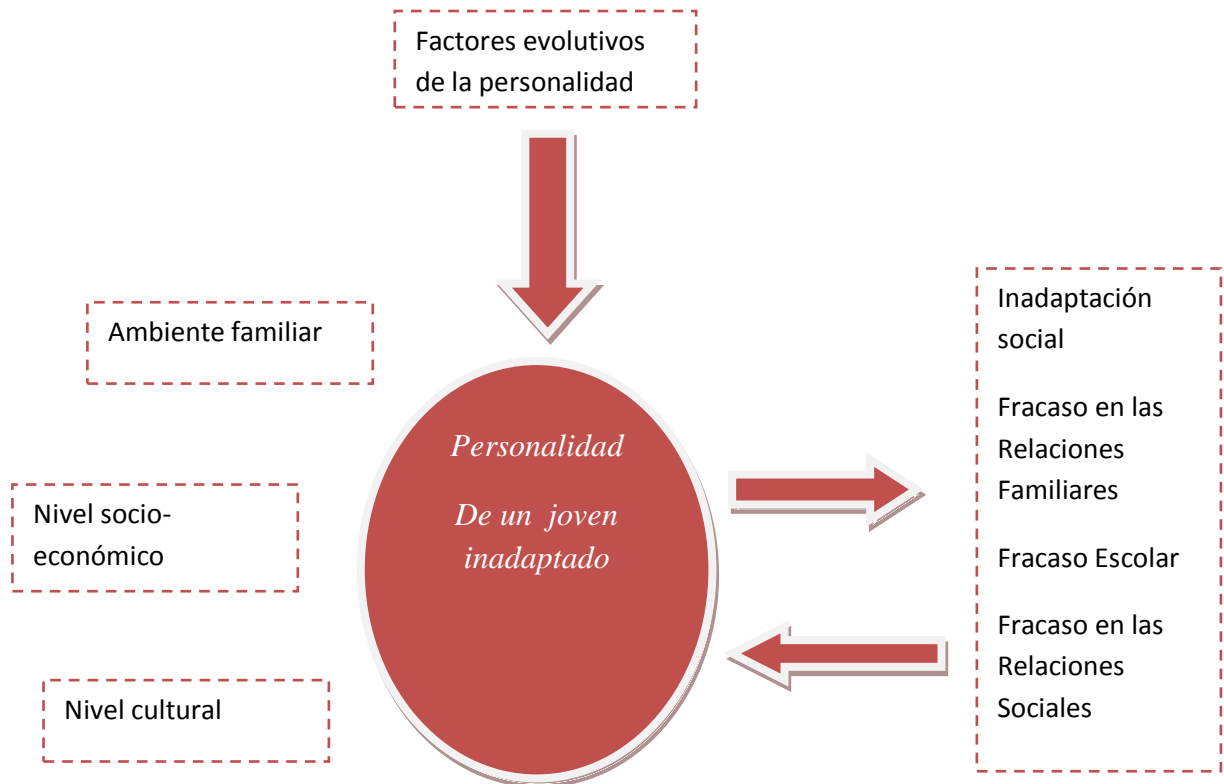 Factores evolutivos
de la personalidad
Ambiente familiar
Nivel socio-
económico
Nivel cultural
Personalidad
De un  joven
inadaptado
Inadaptación
social
Fracaso en las
Relaciones
Familiares
Fracaso Escolar
Fracaso en las
Relaciones
Sociales